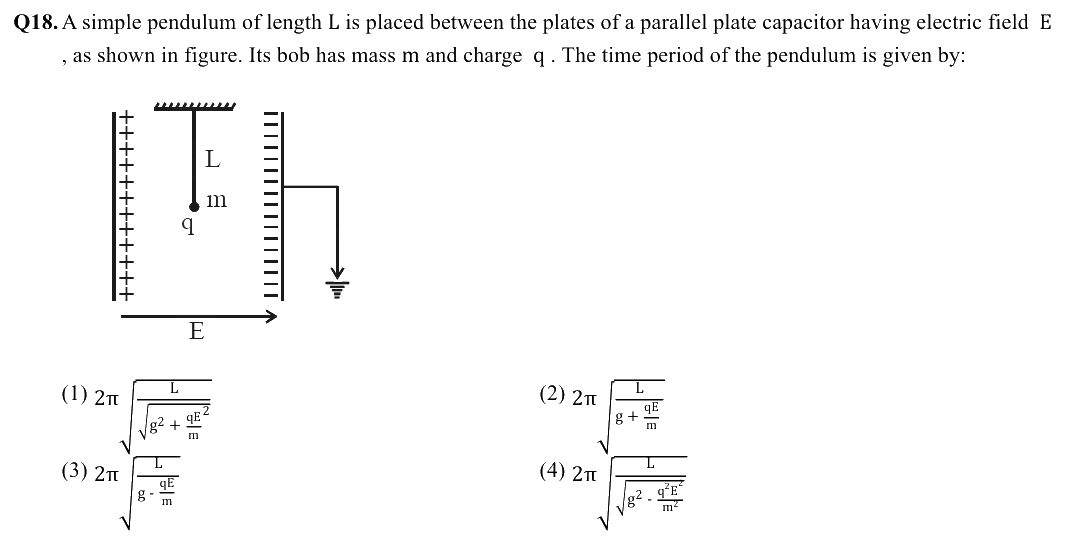 Q18. A simple pendulum of length L is placed between the plates of a parallel plate capacitor having electric field E
, as shown in figure. Its bob has mass m and charge q . The time period of the pendulum is given by:
L
m
q
E
(1) 2π √(L / √(g² + (qE/m)²))
(2) 2π √(L / (g + qE/m))
(3) 2π √(L / (g - qE/m))
(4) 2π √(L / √(g² - q²E²/m²))